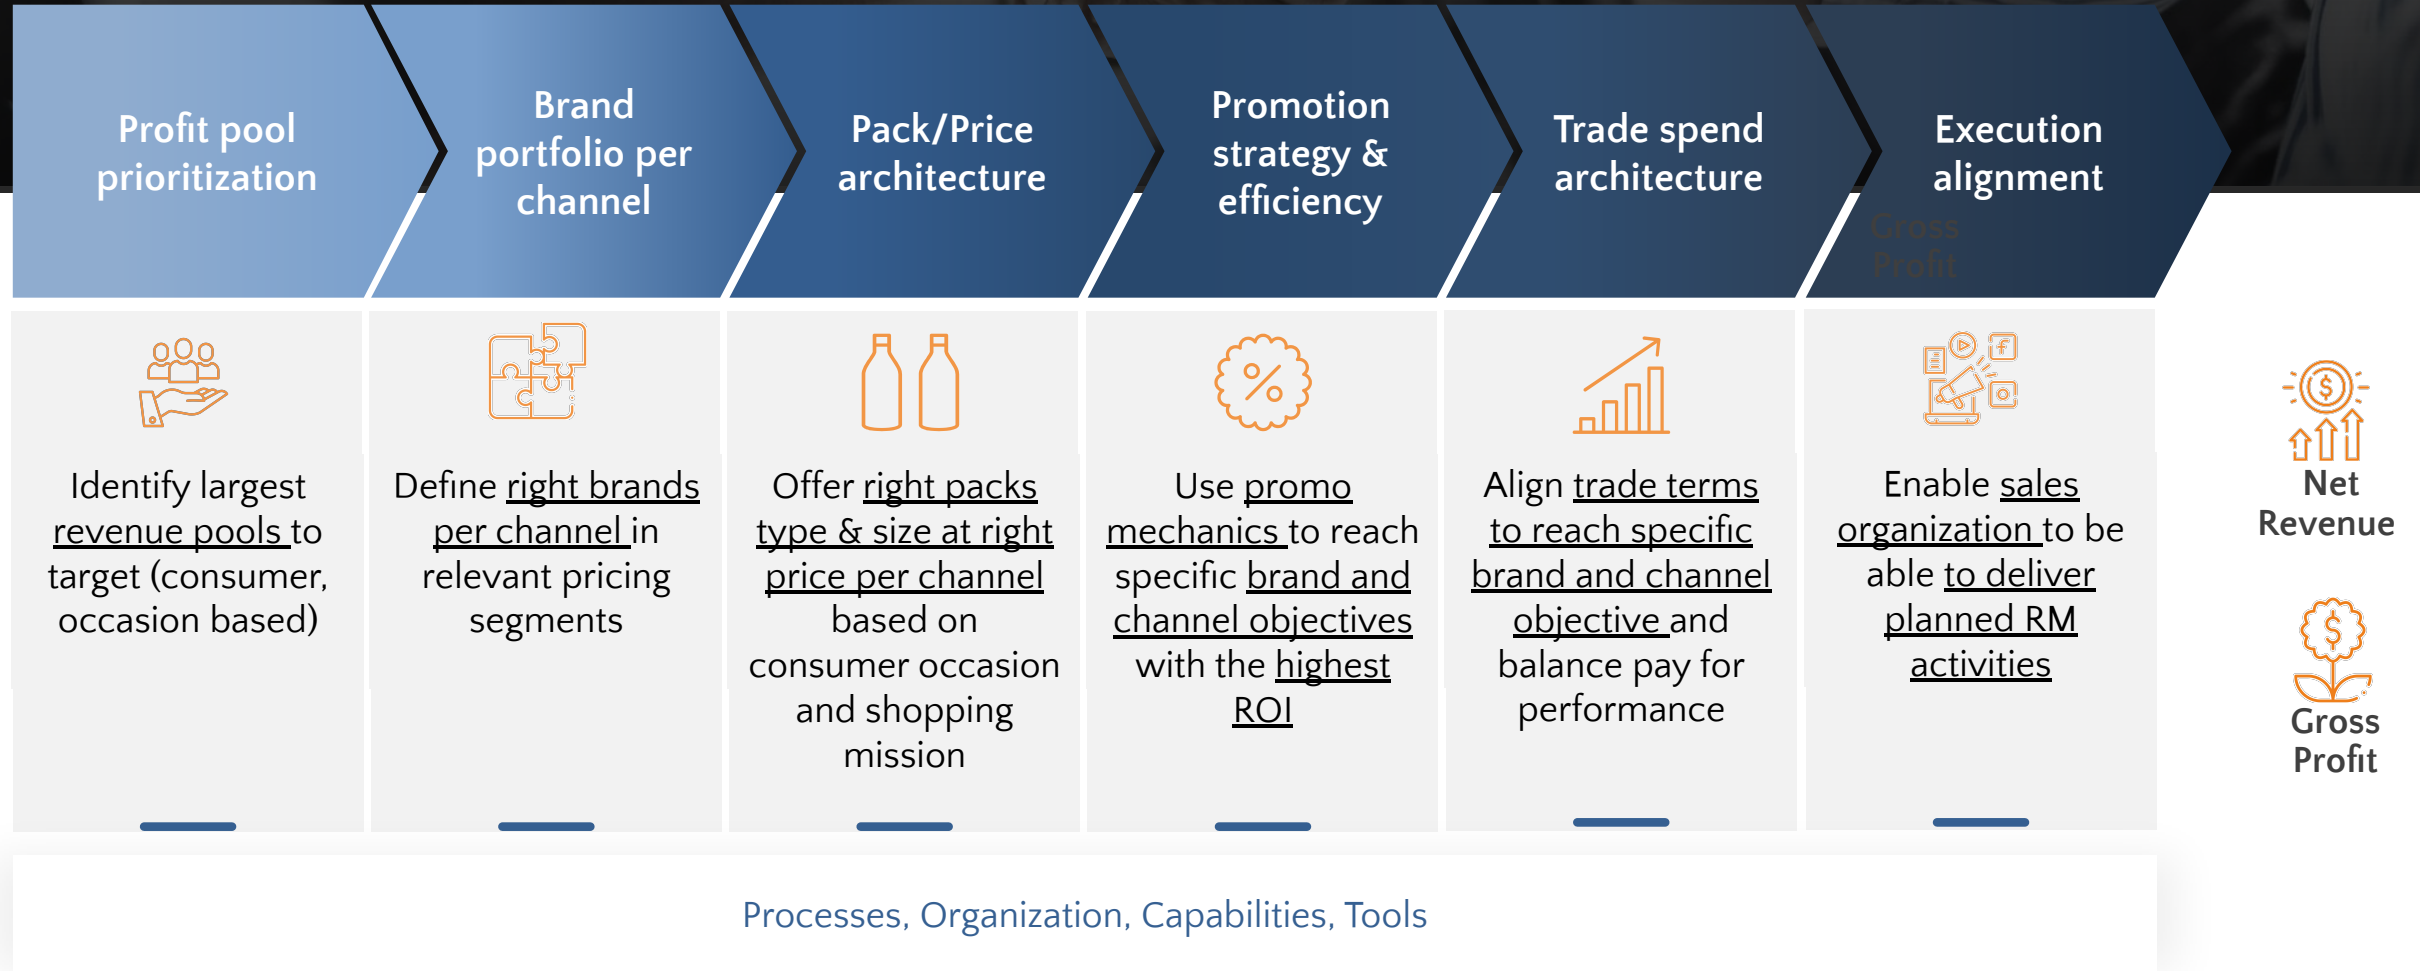 Profit pool
prioritization
Brand
portfolio per
channel
Pack/Price
architecture
Promotion
strategy &
efficiency
Trade spend
architecture
Execution
alignment
Gross
Profit
Identify largest
revenue pools to
target (consumer,
occasion based)
Define right brands
per channel in
relevant pricing
segments
Offer right packs
type & size at right
price per channel
based on
consumer occasion
and shopping
mission
Use promo
mechanics to reach
specific brand and
channel objectives
with the highest
ROI
Align trade terms
to reach specific
brand and channel
objective and
balance pay for
performance
Enable sales
organization to be
able to deliver
planned RM
activities
Net
Revenue
Gross
Profit
Processes, Organization, Capabilities, Tools